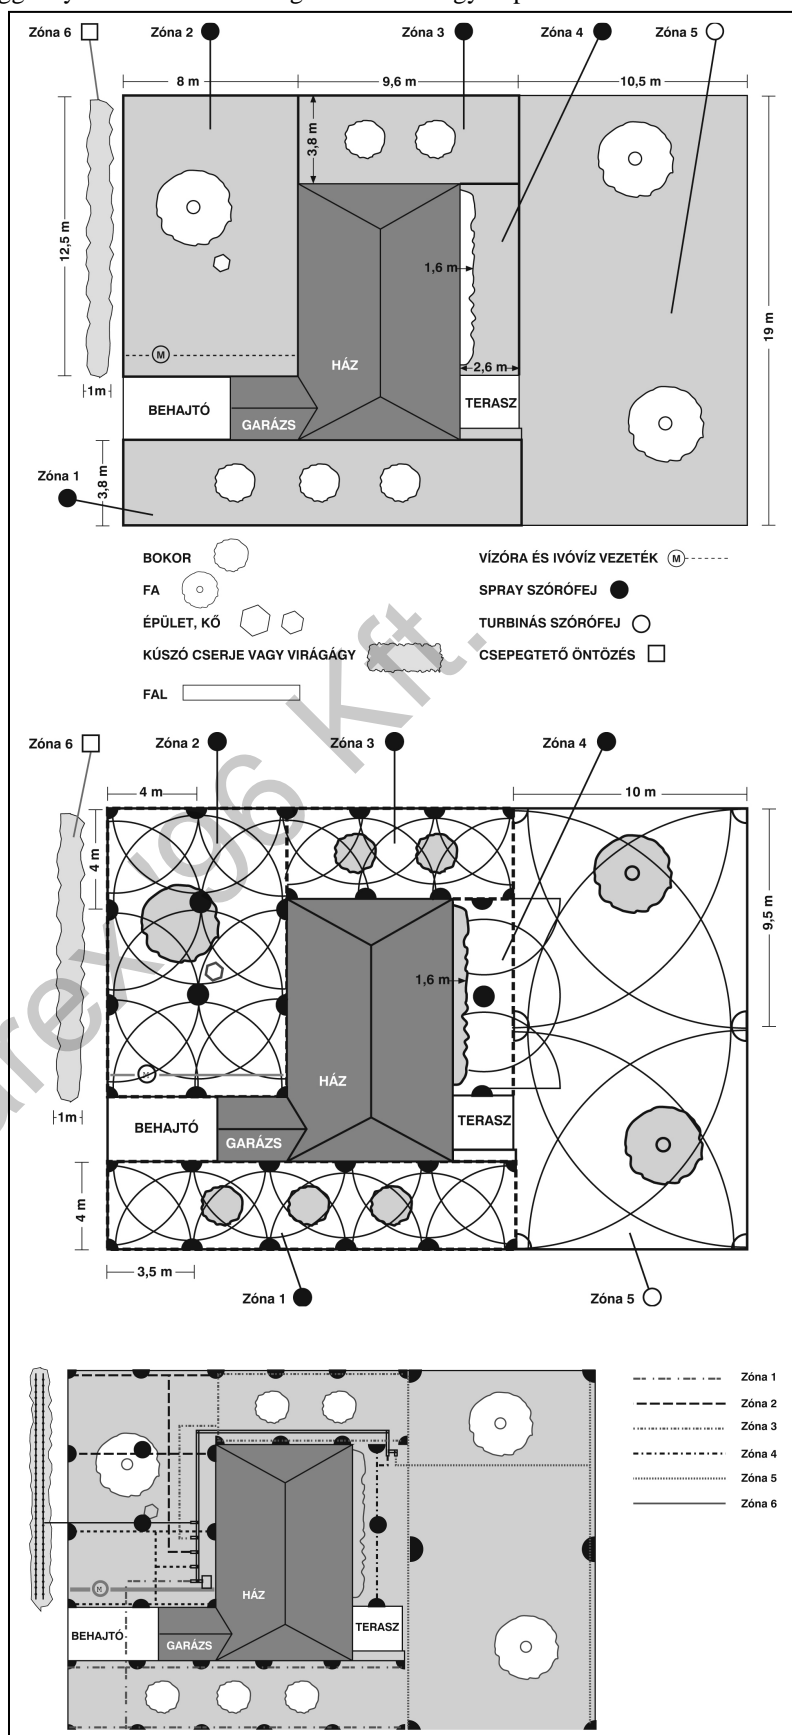 Zóna 6 Zóna 2 Zóna 3 Zóna 4 Zóna 5
8 m 9,6 m 10,5 m
3,8 m
12,5 m
1,6 m
19 m
M
HÁZ
2,6 m
1m
BEHAJTÓ
TERASZ
GARÁZS
Zóna 1
3,8 m
BOKOR
VÍZÓRA ÉS IVÓVÍZ VEZETÉK M
FA
SPRAY SZÓRÓFEJ
ÉPÜLET, KŐ
TURBINÁS SZÓRÓFEJ
KÚSZÓ CSERJE VAGY VIRÁGÁGY
CSEPEGTETŐ ÖNTÖZÉS
FAL
Zóna 6 Zóna 2 Zóna 3 Zóna 4
4 m 10 m
4 m
9,5 m
1,6 m
M
HÁZ
1m
BEHAJTÓ
TERASZ
GARÁZS
4 m
3,5 m
Zóna 1 Zóna 5
Zóna 1
Zóna 2
Zóna 3
Zóna 4
Zóna 5
Zóna 6
M
HÁZ
BEHAJTÓ
GARÁZS
TERASZ
rex '96 Kft.